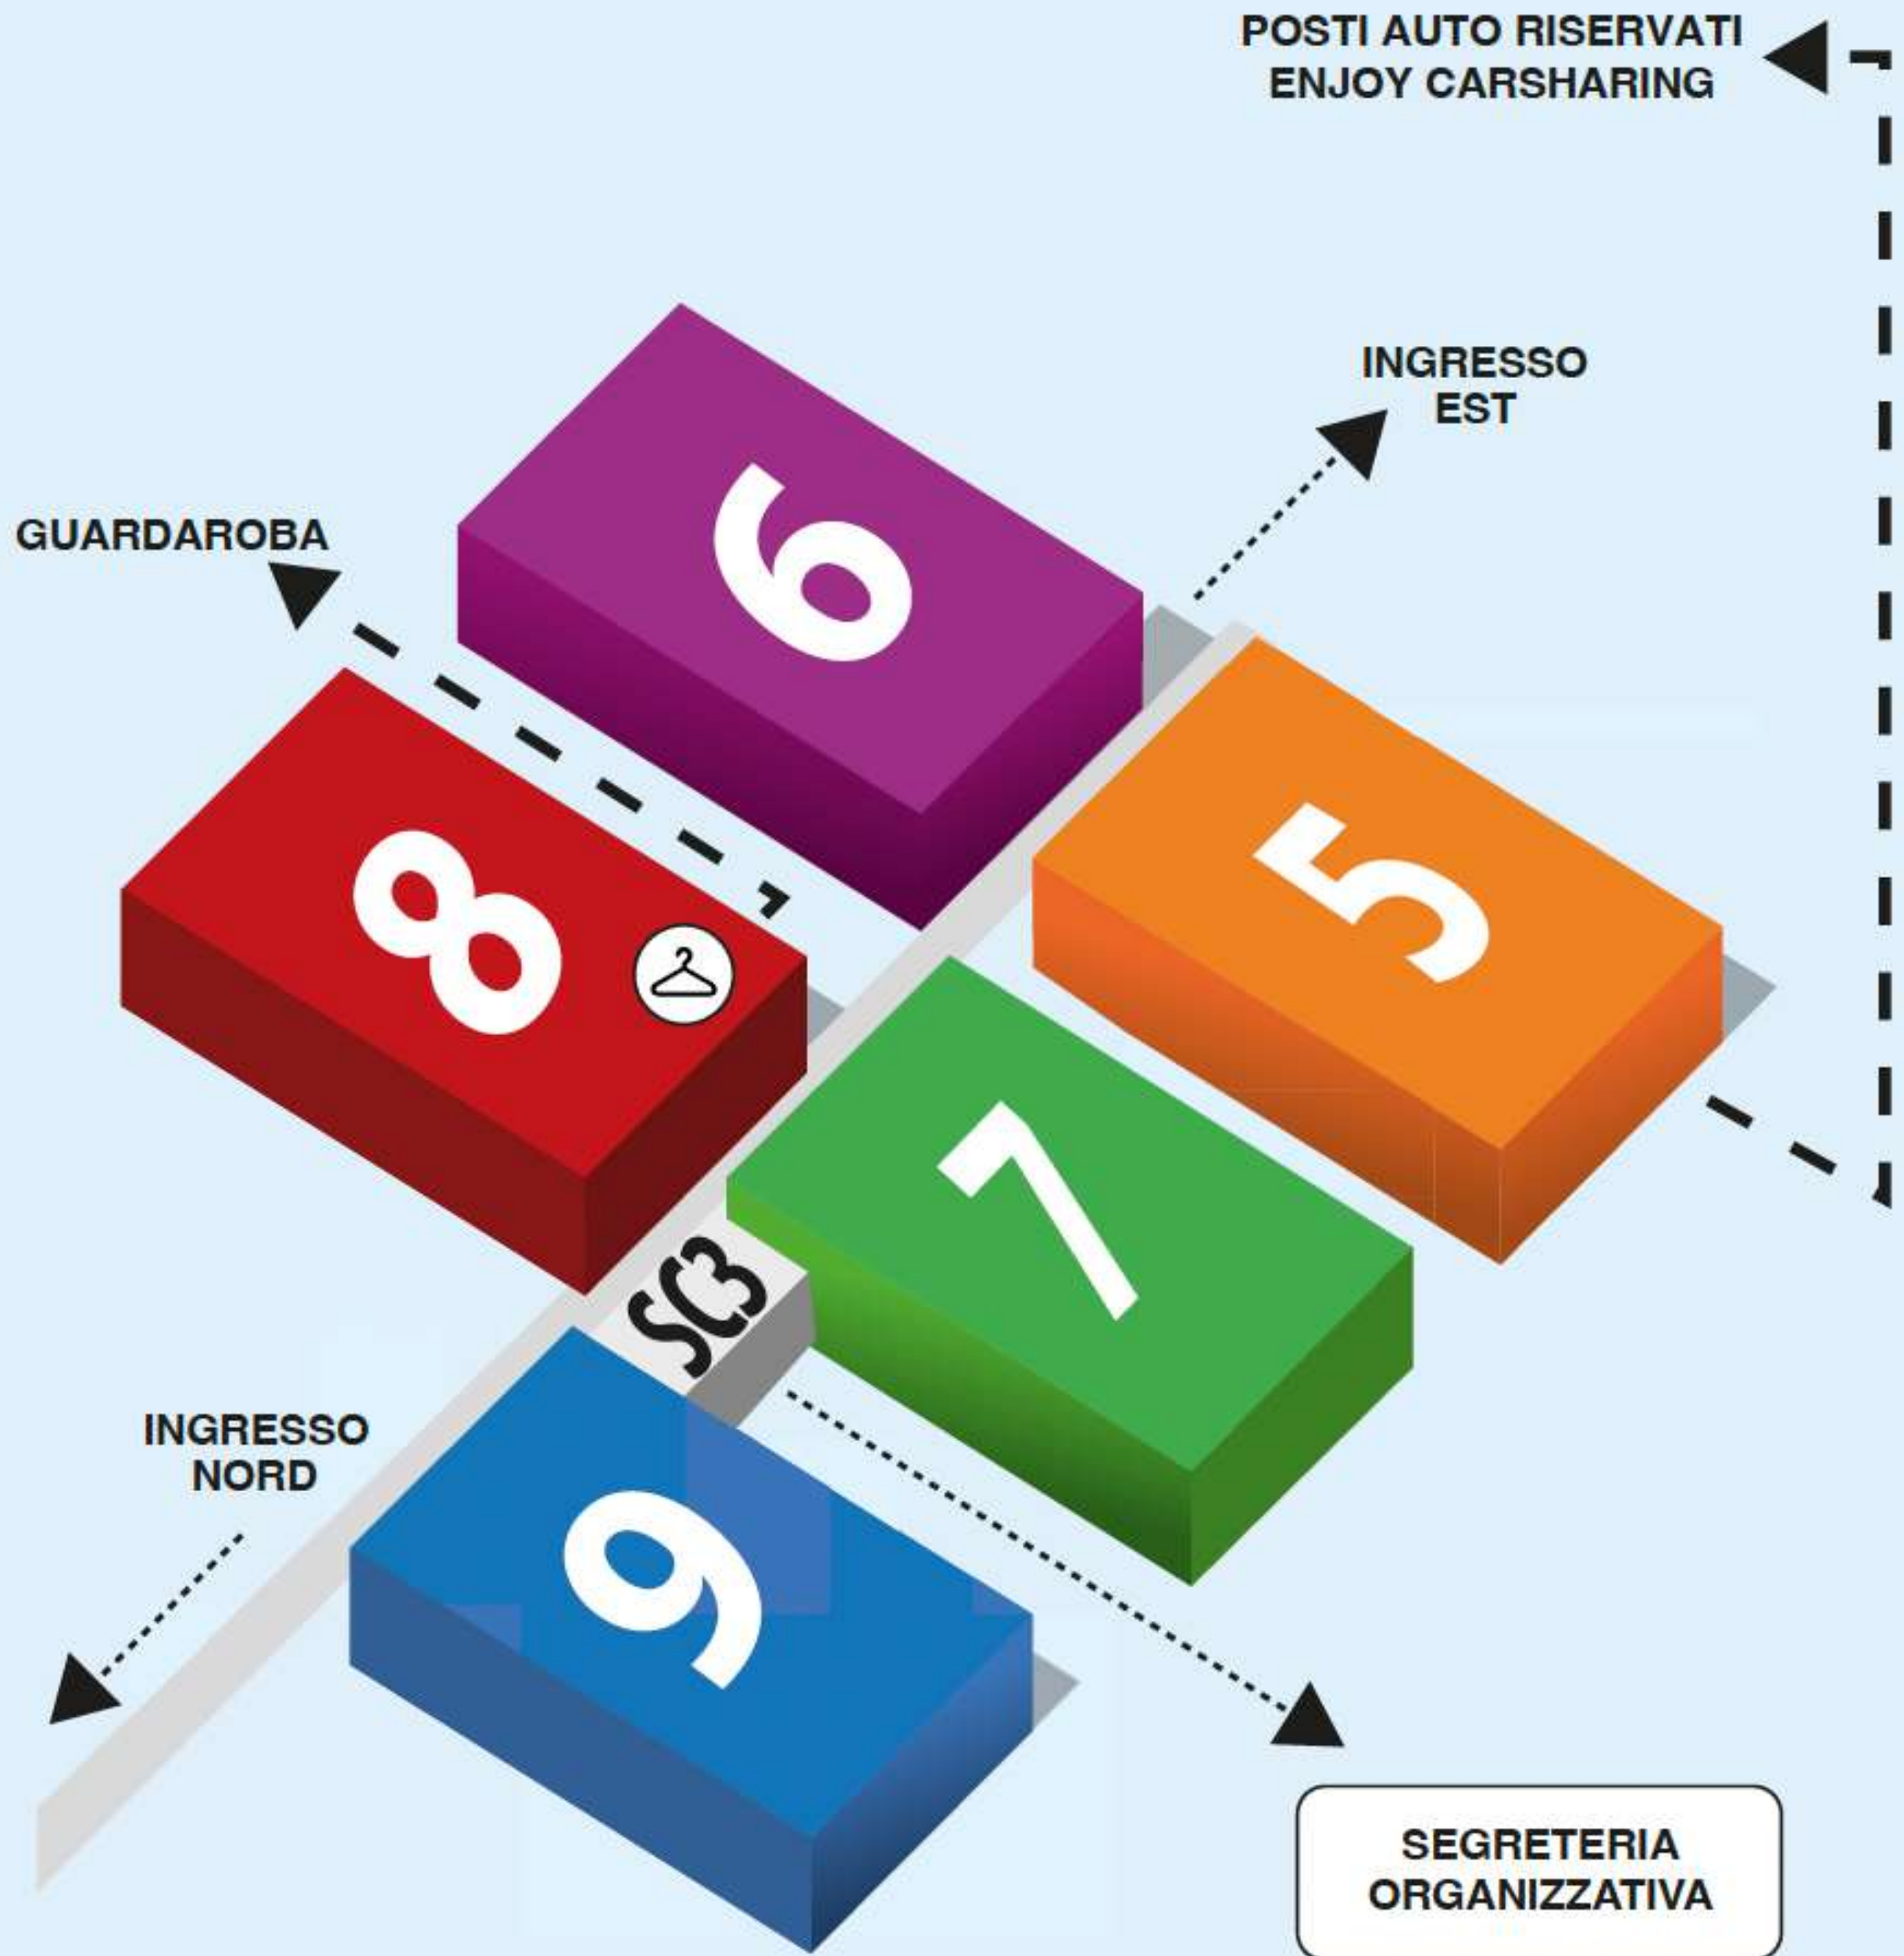 POSTI AUTO RISERVATI
ENJOY CARSHARING
INGRESSO
EST
GUARDAROBA
6
5
8
7
SC3
INGRESSO
NORD
9
SEGRETERIA
ORGANIZZATIVA